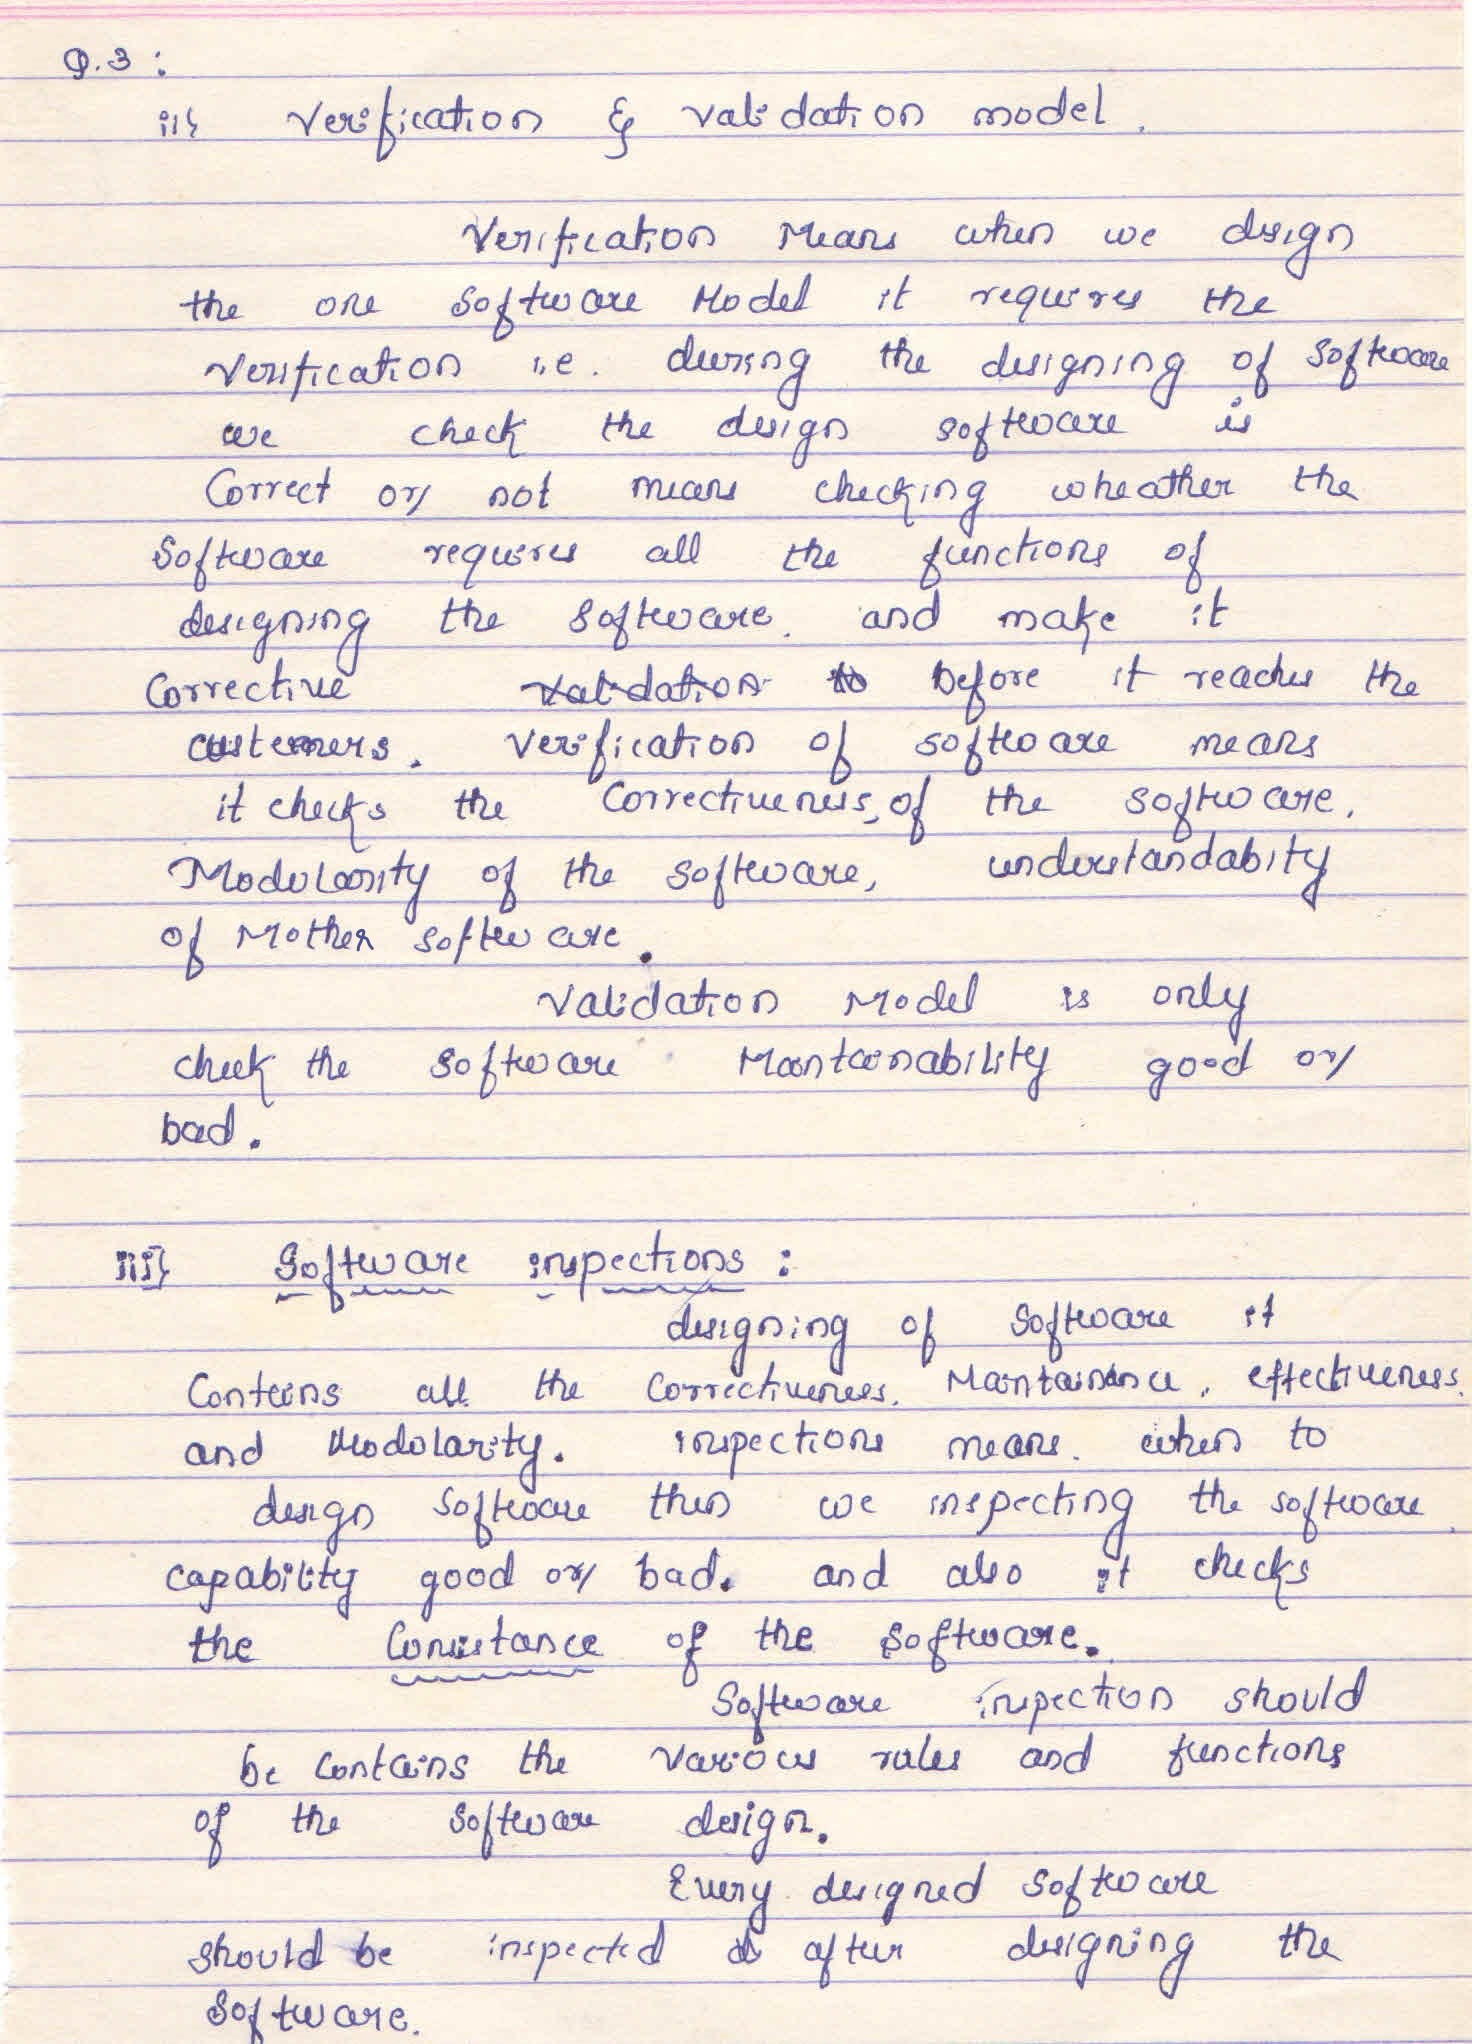 Q.3 :
ii} Verification & Validation model.
Verification Means when we design
the one Software Model it requires the
Verification i.e. during the designing of Software
we check the design software is
Correct or not means checking wheather the
Software requires all the functions of
designing the software. and make it
Corrective Validation to before it reaches the
customers. Verification of software means
it checks the Correctiveness, of the software.
Modularity of the software, understandabity
of Mother software.
Validation Model is only
check the software Maintainability good or
bad.
iii} Software inspections :
designing of Software it
Contains all the Correctiveness. Maintainance, effectiveness.
and Modularity. inspections means. when to
design software then we inspecting the software
capability good or bad. and also it checks
the Consistance of the software.
Software inspection should
be contains the various rules and functions
of the software design.
Every designed software
should be inspected after designing the
Software.